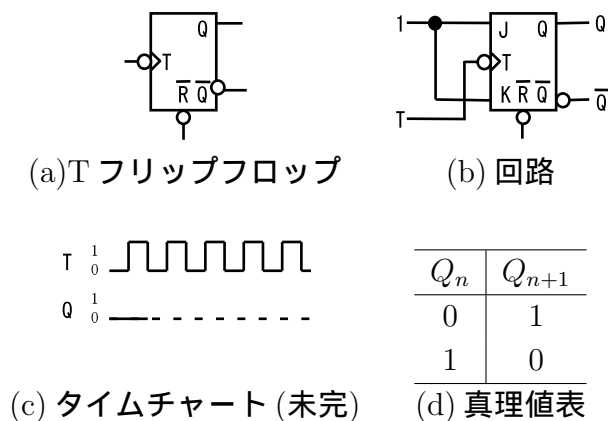 Q
T
R Q
(a)T フリップフロップ
1 J Q Q
T
K R Q Q
T
(b) 回路
T 1 0
Q 1 0
(c) タイムチャート (未完)
Qn Qn+1
0 1
1 0
(d) 真理値表